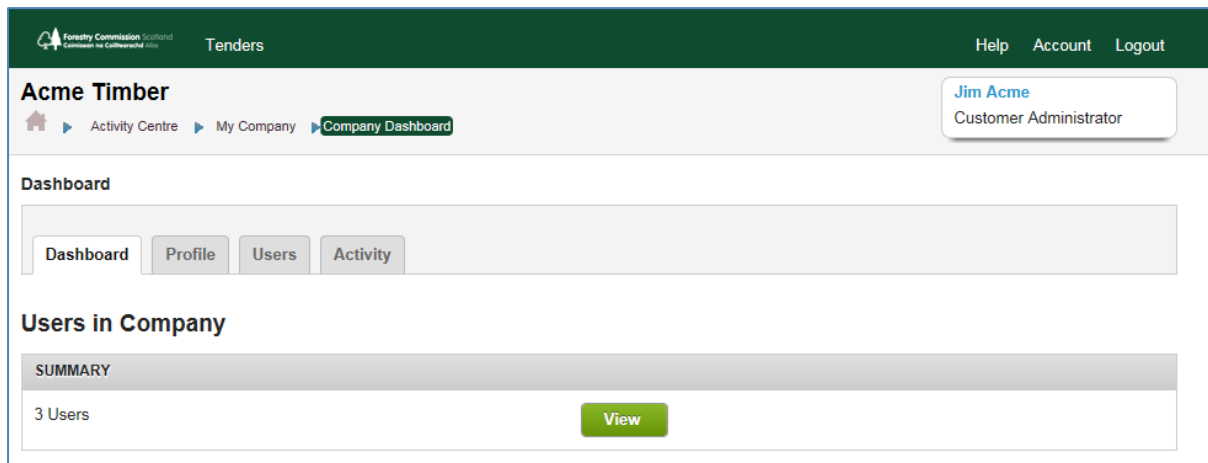 Forestry Commission Scotland
Coimisean na Coilltearachd Alba
Tenders
Help Account Logout
Acme Timber
Jim Acme
Customer Administrator
Activity Centre My Company Company Dashboard
Dashboard
Dashboard Profile Users Activity
Users in Company
SUMMARY
3 Users
View